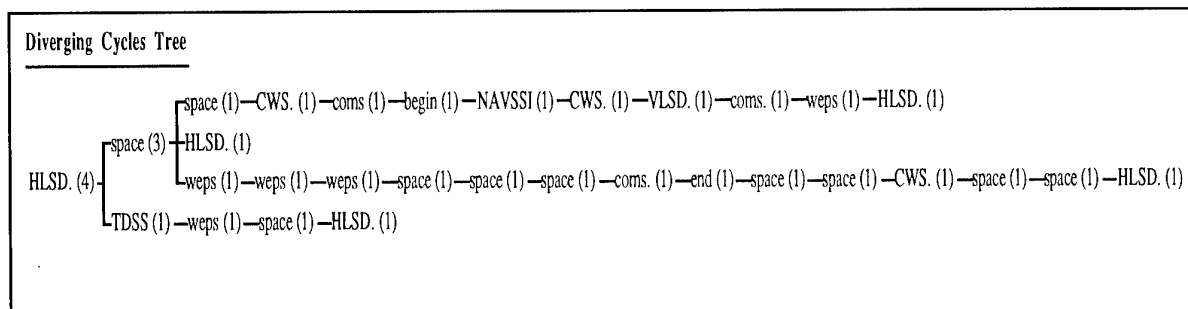 Diverging Cycles Tree
space (1) — CWS. (1) — coms (1) — begin (1) — NAVSSI (1) — CWS. (1) — VLSD. (1) — coms. (1) — weps (1) — HLSD. (1)
space (3) HLSD. (1)
HLSD. (4) weps (1) — weps (1) — weps (1) — space (1) — space (1) — space (1) — coms. (1) — end (1) — space (1) — space (1) — CWS. (1) — space (1) — space (1) — HLSD. (1)
TDSS (1) — weps (1) — space (1) — HLSD. (1)